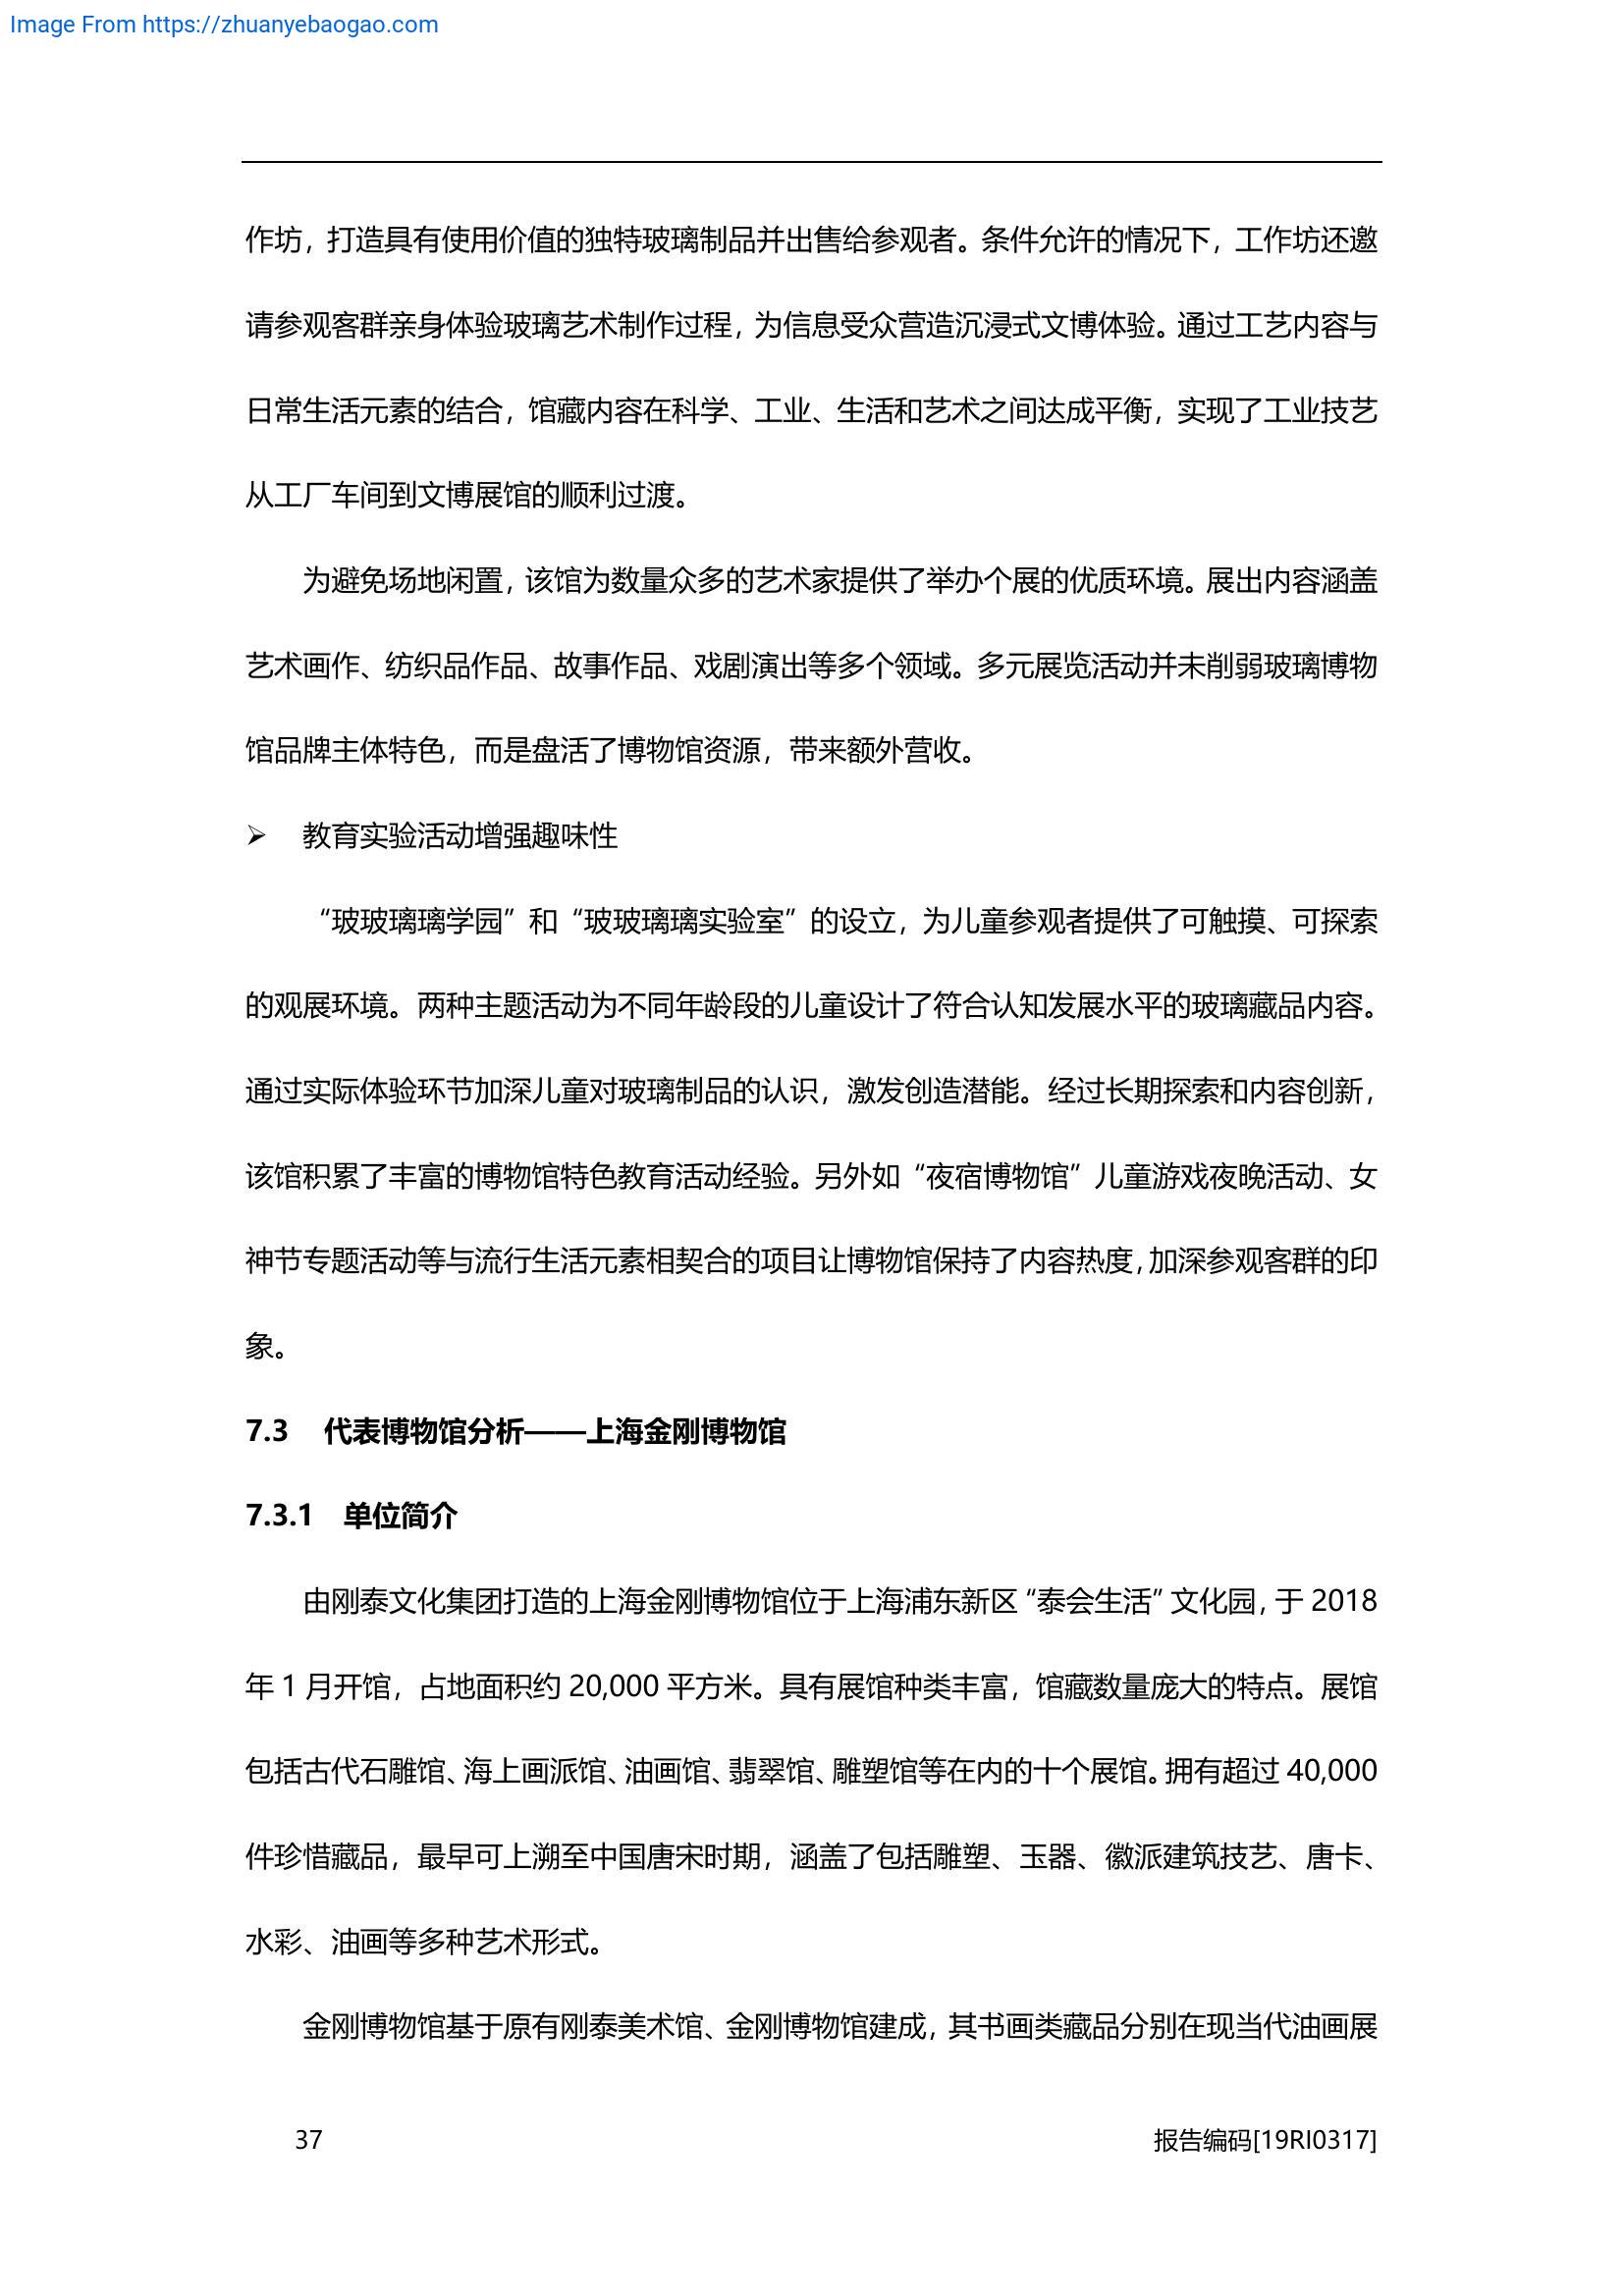 Image From https://zhuanyebaogao.com
作坊，打造具有使用价值的独特玻璃制品并出售给参观者。条件允许的情况下，工作坊还邀
请参观客群亲身体验玻璃艺术制作过程，为信息受众营造沉浸式文博体验。通过工艺内容与
日常生活元素的结合，馆藏内容在科学、工业、生活和艺术之间达成平衡，实现了工业技艺
从工厂车间到文博展馆的顺利过渡。
为避免场地闲置，该馆为数量众多的艺术家提供了举办个展的优质环境。展出内容涵盖
艺术画作、纺织品作品、故事作品、戏剧演出等多个领域。多元展览活动并未削弱玻璃博物
馆品牌主体特色，而是盘活了博物馆资源，带来额外营收。
➢ 教育实验活动增强趣味性
“玻玻璃璃学园”和“玻玻璃璃实验室”的设立，为儿童参观者提供了可触摸、可探索
的观展环境。两种主题活动为不同年龄段的儿童设计了符合认知发展水平的玻璃藏品内容。
通过实际体验环节加深儿童对玻璃制品的认识，激发创造潜能。经过长期探索和内容创新，
该馆积累了丰富的博物馆特色教育活动经验。另外如“夜宿博物馆”儿童游戏夜晚活动、女
神节专题活动等与流行生活元素相契合的项目让博物馆保持了内容热度，加深参观客群的印
象。
7.3 代表博物馆分析——上海金刚博物馆
7.3.1 单位简介
由刚泰文化集团打造的上海金刚博物馆位于上海浦东新区“泰会生活”文化园，于 2018
年 1 月开馆，占地面积约 20,000 平方米。具有展馆种类丰富，馆藏数量庞大的特点。展馆
包括古代石雕馆、海上画派馆、油画馆、翡翠馆、雕塑馆等在内的十个展馆。拥有超过 40,000
件珍惜藏品，最早可上溯至中国唐宋时期，涵盖了包括雕塑、玉器、徽派建筑技艺、唐卡、
水彩、油画等多种艺术形式。
金刚博物馆基于原有刚泰美术馆、金刚博物馆建成，其书画类藏品分别在现当代油画展
37 报告编码[19RI0317]